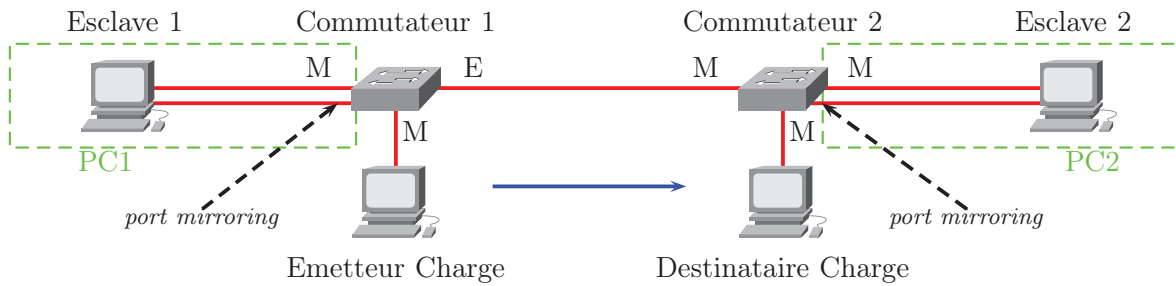 Esclave 1
Commutateur 1
Commutateur 2
Esclave 2
M
E
M
M
M
M
PC1
PC2
port mirroring
port mirroring
Emetteur Charge
Destinataire Charge